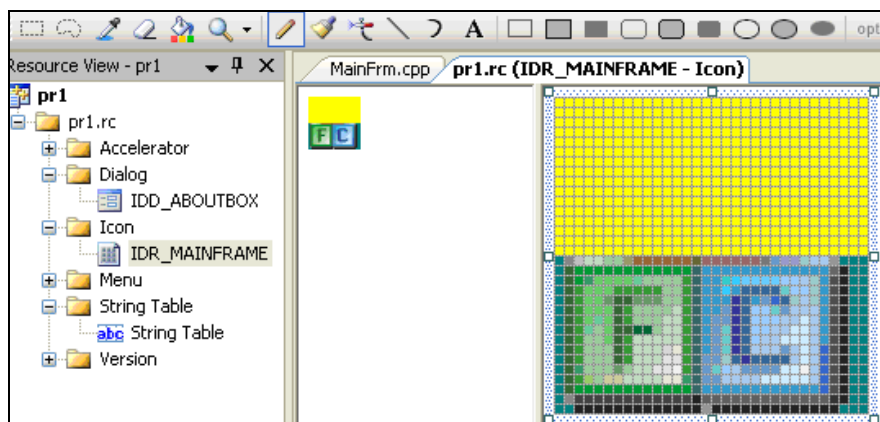 A
opt
Resource View - pr1
MainFrm.cpp
pr1.rc (IDR_MAINFRAME - Icon)
pr1
pr1.rc
Accelerator
Dialog
IDD_ABOUTBOX
Icon
IDR_MAINFRAME
Menu
String Table
abc String Table
Version
F C
F C